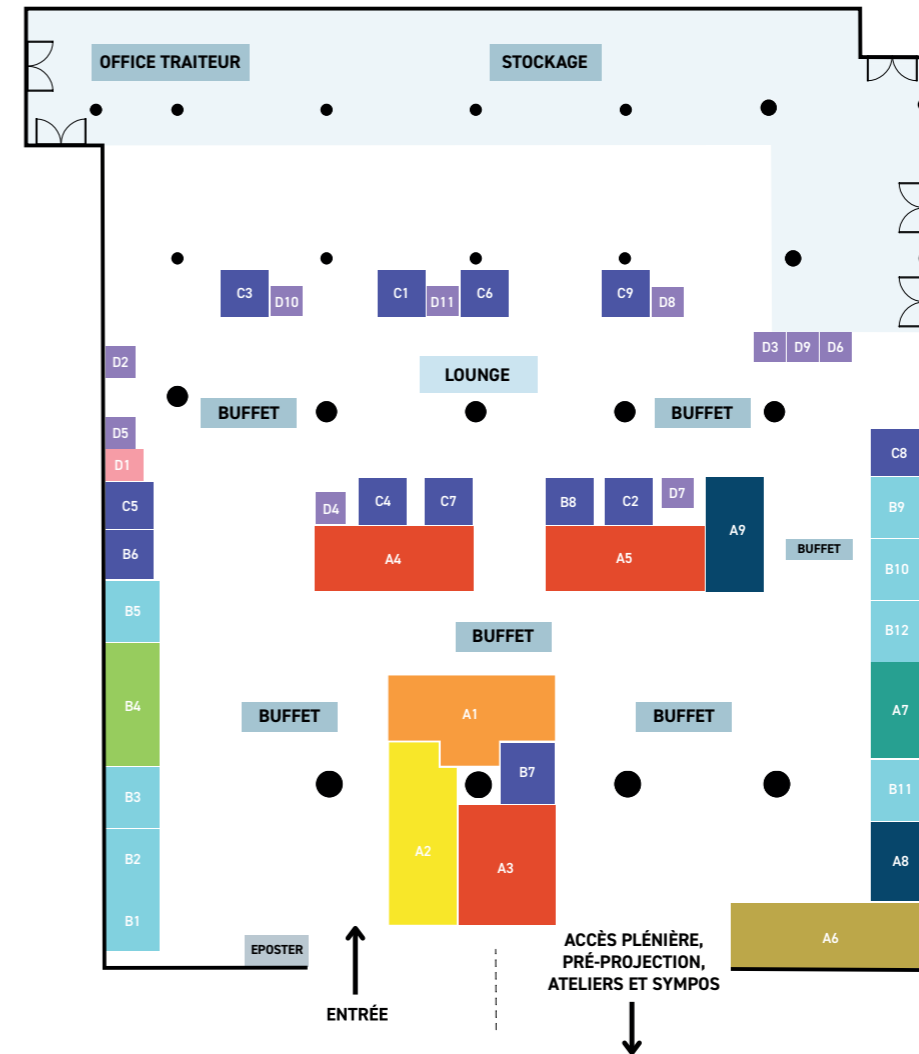 OFFICE TRAITEUR
STOCKAGE
C3
D10
C1
D11
C6
C9
D8
D3
D9
D6
D2
LOUNGE
BUFFET
BUFFET
D5
D1
C8
C5
D4
C4
C7
B8
C2
D7
A9
B9
B6
A4
A5
BUFFET
B10
B5
BUFFET
B12
B4
BUFFET
A1
BUFFET
A7
B7
B3
B11
B2
A2
A3
A8
B1
EPOSTER
A6
ENTRÉE
ACCÈS PLÉNIÈRE,
PRÉ-PROJECTION,
ATELIERS ET SYMPOS